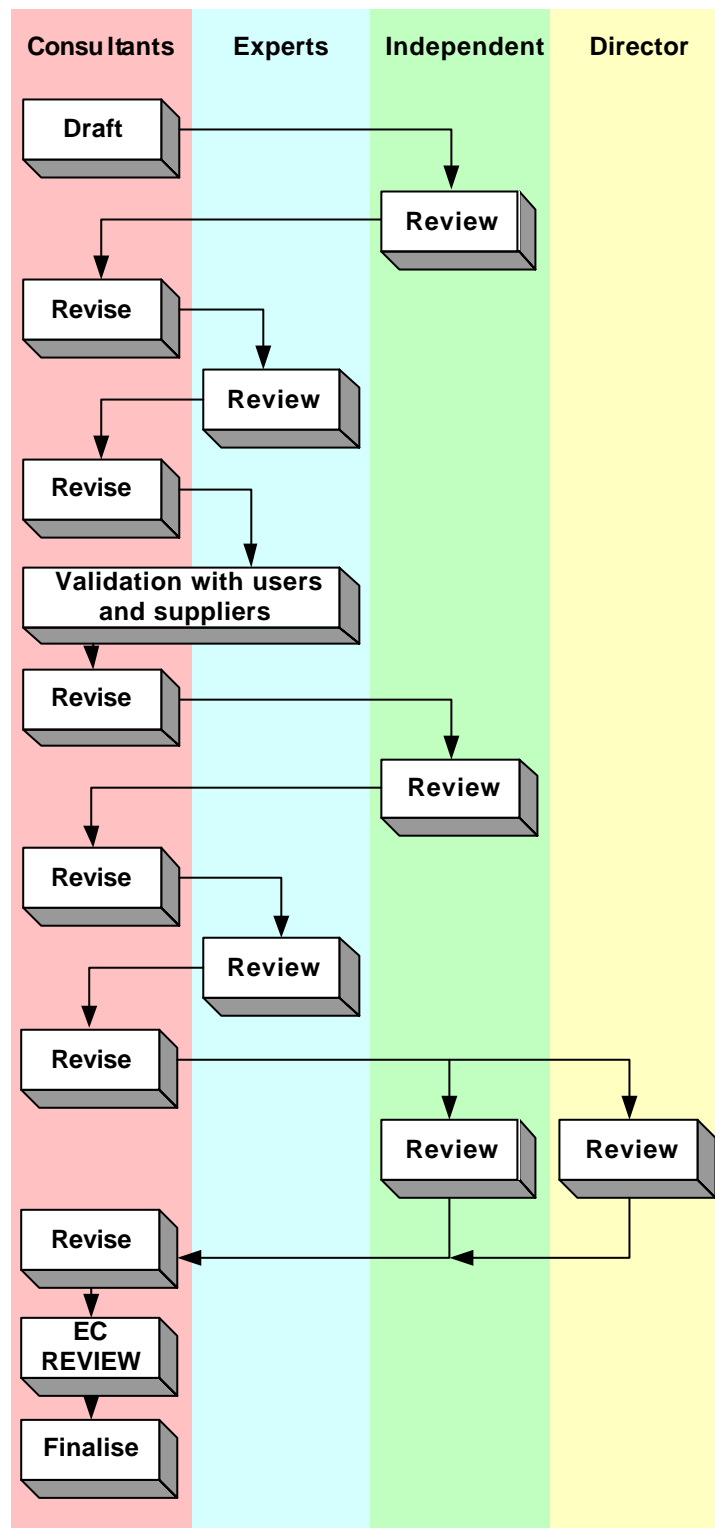 Consultants Experts Independent Director
Draft
Review
Revise
Review
Revise
Validation with users
and suppliers
Revise
Review
Revise
Review
Revise
Review Review
Revise
EC
REVIEW
Finalise